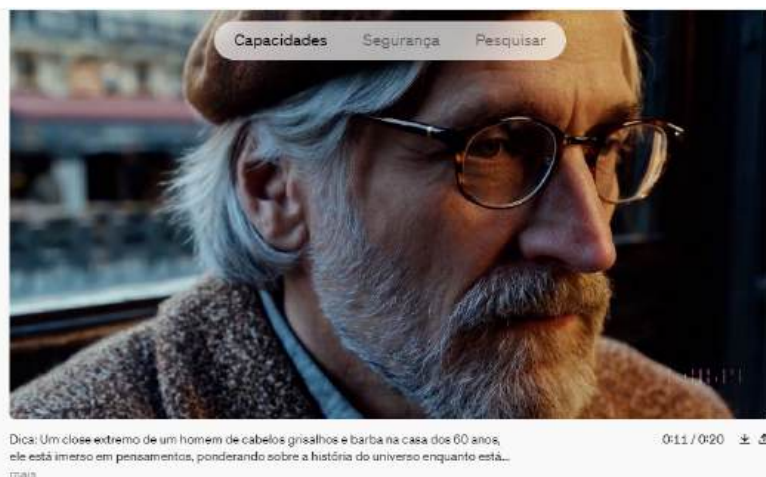 Capacidades Segurança Pesquisar
Dica: Um close extremo de um homem de cabelos grisalhos e barba na casa dos 60 anos,
ele está imerso em pensamentos, ponderando sobre a história do universo enquanto está...
mais
0:11 / 0:20